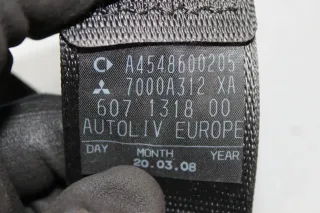 A4548600205
7000A312 XA
607 1318 00
AUTOLIV EUROPE
DAY MONTH YEAR
20.03.08